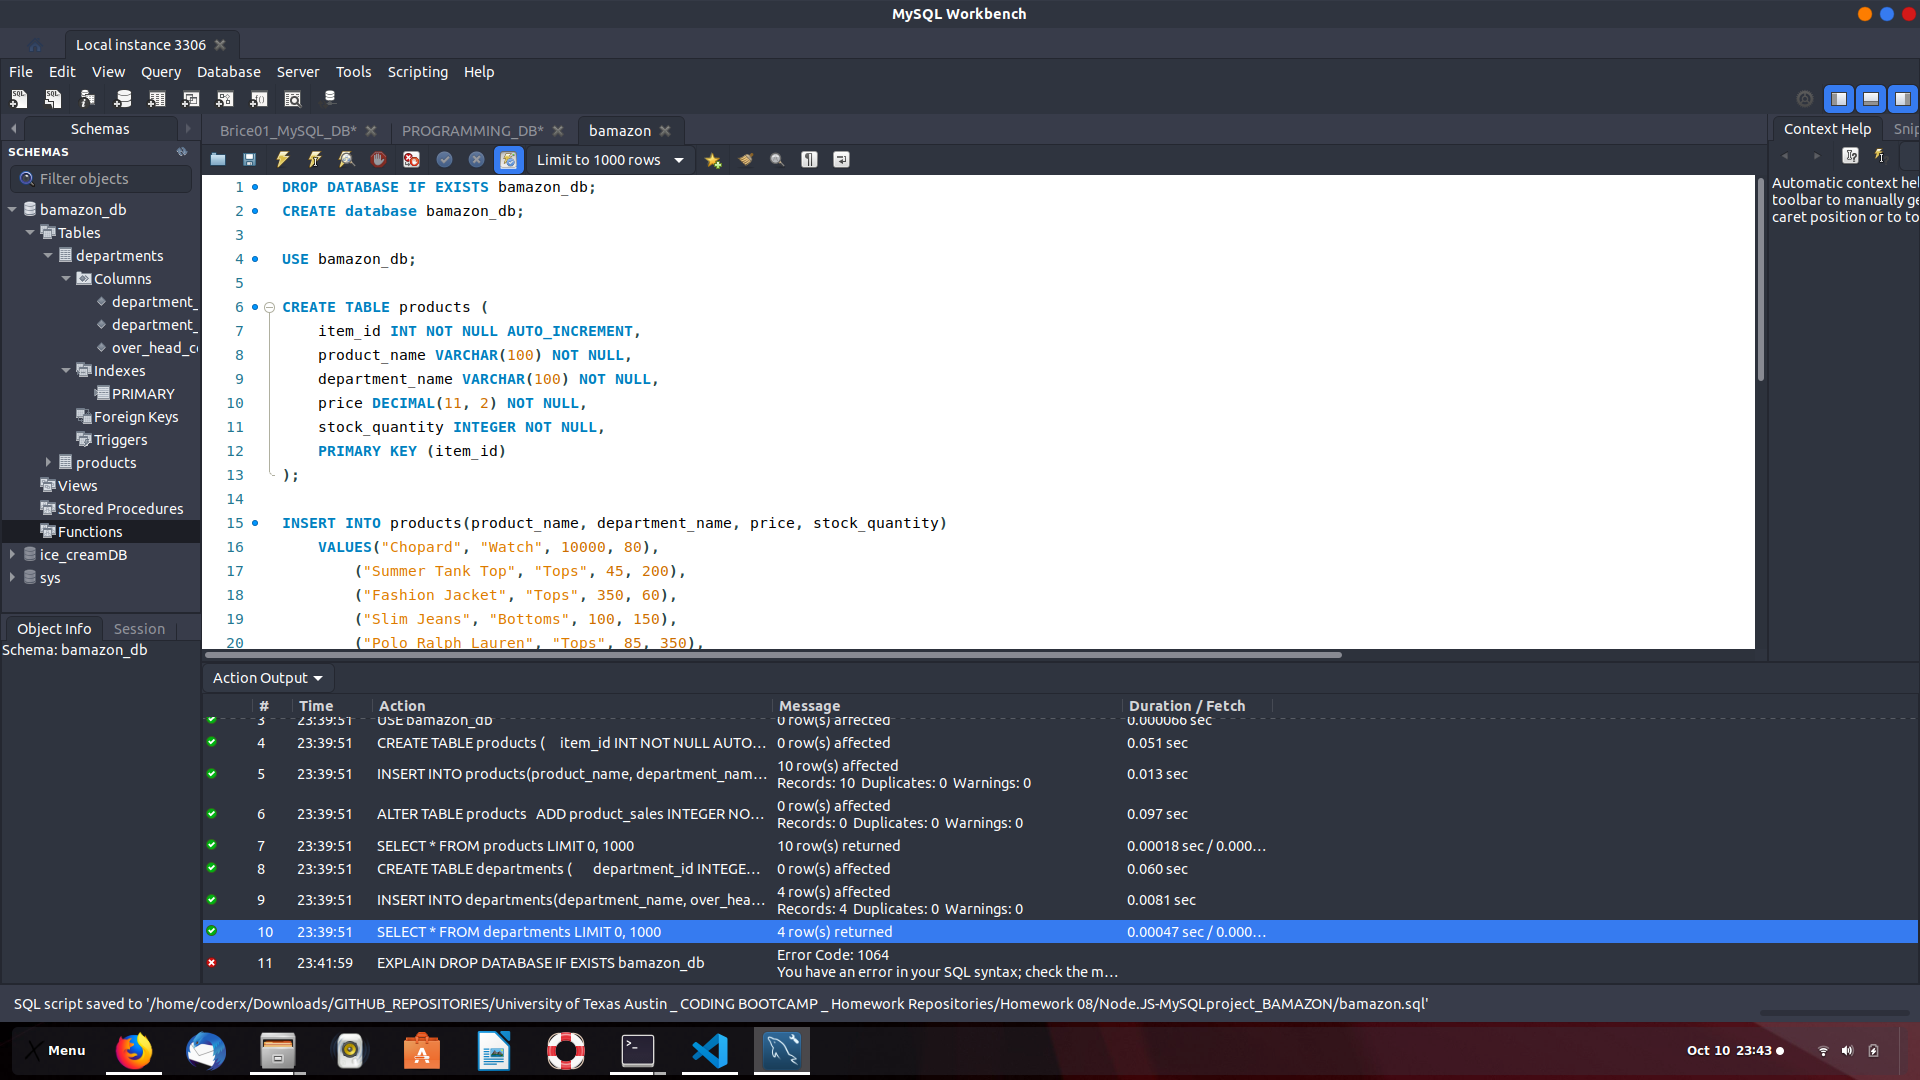 MySQL Workbench
Local instance 3306
File Edit View Query Database Server Tools Scripting Help
Schemas
SCHEMAS
Filter objects
bamazon_db
Tables
departments
Columns
department_
department_
over_head_c
Indexes
PRIMARY
Foreign Keys
Triggers
products
Views
Stored Procedures
Functions
ice_creamDB
sys
Object Info Session
Schema: bamazon_db
Brice01_MySQL_DB* PROGRAMMING_DB* bamazon
Limit to 1000 rows
1 DROP DATABASE IF EXISTS bamazon_db;
2 CREATE database bamazon_db;
3
4 USE bamazon_db;
5
6 CREATE TABLE products (
7 item_id INT NOT NULL AUTO_INCREMENT,
8 product_name VARCHAR(100) NOT NULL,
9 department_name VARCHAR(100) NOT NULL,
10 price DECIMAL(11, 2) NOT NULL,
11 stock_quantity INTEGER NOT NULL,
12 PRIMARY KEY (item_id)
13 );
14
15 INSERT INTO products(product_name, department_name, price, stock_quantity)
16 VALUES("Chopard", "Watch", 10000, 80),
17 ("Summer Tank Top", "Tops", 45, 200),
18 ("Fashion Jacket", "Tops", 350, 60),
19 ("Slim Jeans", "Bottoms", 100, 150),
20 ("Polo Ralph Lauren", "Tops", 85, 350),
Context Help Snip
Automatic context hel
toolbar to manually ge
caret position or to to
Action Output
# Time Action Message Duration / Fetch
3 23:39:51 USE bamazon_db 0 row(s) affected 0.000066 sec
4 23:39:51 CREATE TABLE products ( item_id INT NOT NULL AUTO... 0 row(s) affected 0.051 sec
5 23:39:51 INSERT INTO products(product_name, department_nam... 10 row(s) affected
Records: 10 Duplicates: 0 Warnings: 0 0.013 sec
6 23:39:51 ALTER TABLE products ADD product_sales INTEGER NO... 0 row(s) affected
Records: 0 Duplicates: 0 Warnings: 0 0.097 sec
7 23:39:51 SELECT * FROM products LIMIT 0, 1000 10 row(s) returned 0.00018 sec / 0.000...
8 23:39:51 CREATE TABLE departments ( department_id INTEGE... 0 row(s) affected 0.060 sec
9 23:39:51 INSERT INTO departments(department_name, over_hea... 4 row(s) affected
Records: 4 Duplicates: 0 Warnings: 0 0.0081 sec
10 23:39:51 SELECT * FROM departments LIMIT 0, 1000 4 row(s) returned 0.00047 sec / 0.000...
11 23:41:59 EXPLAIN DROP DATABASE IF EXISTS bamazon_db Error Code: 1064
You have an error in your SQL syntax; check the m...
SQL script saved to '/home/coderx/Downloads/GITHUB_REPOSITORIES/University of Texas Austin _ CODING BOOTCAMP _ Homework Repositories/Homework 08/Node.JS-MySQLproject_BAMAZON/bamazon.sql'
Menu
Oct 10 23:43